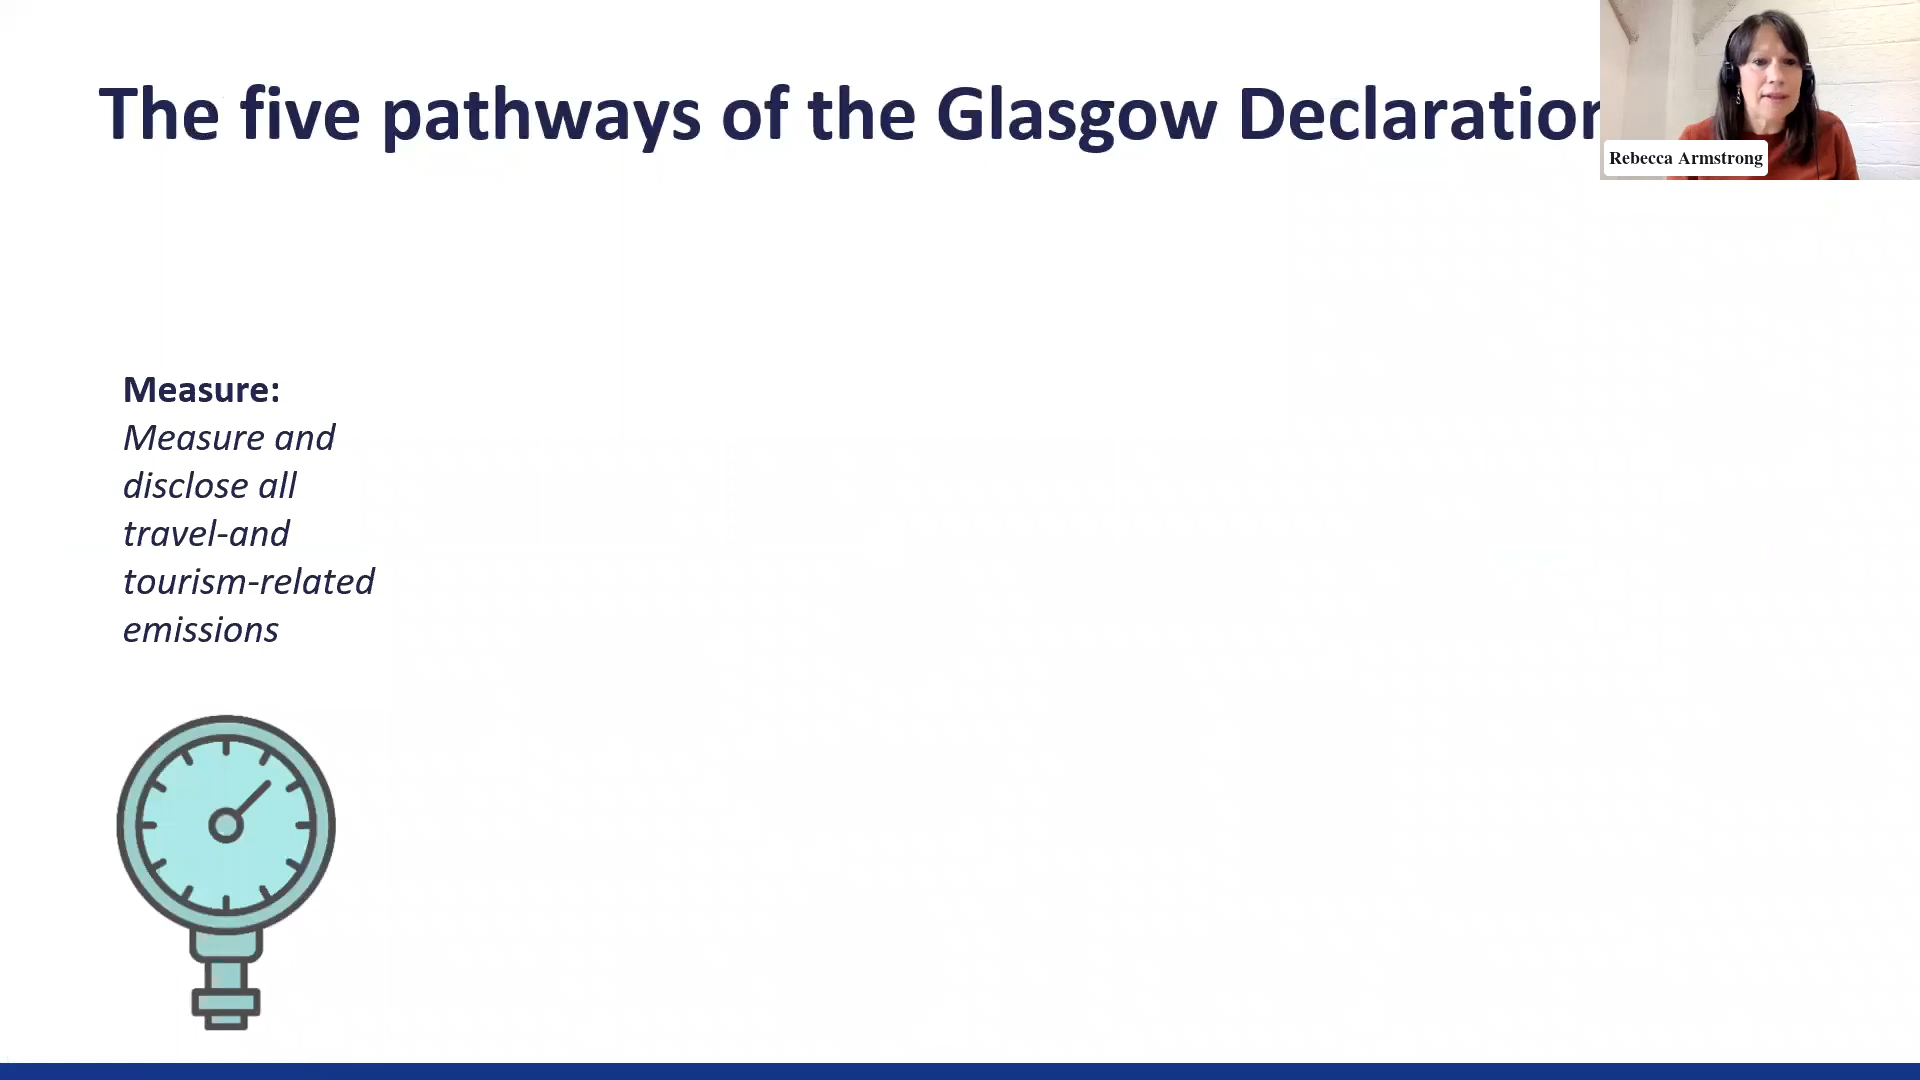 The five pathways of the Glasgow Declaration
Rebecca Armstrong
Measure:
Measure and
disclose all
travel-and
tourism-related
emissions